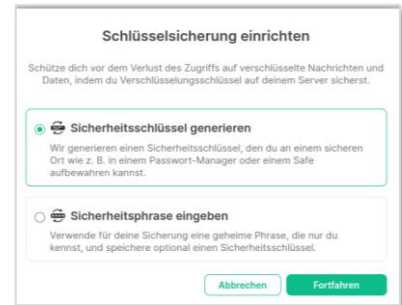 Schlüsselsicherung einrichten
Schütze dich vor dem Verlust des Zugriffs auf verschlüsselte Nachrichten und
Daten, indem du Verschlüsselungsschlüssel auf deinem Server sicherst.
Sicherheitsschlüssel generieren
Wir generieren einen Sicherheitsschlüssel, den du an einem sicheren
Ort wie z. B. in einem Passwort-Manager oder einem Safe
aufbewahren kannst.
Sicherheitsphrase eingeben
Verwende für deine Sicherung eine geheime Phrase, die nur du
kennst, und speichere optional einen Sicherheitsschlüssel.
Abbrechen Fortfahren